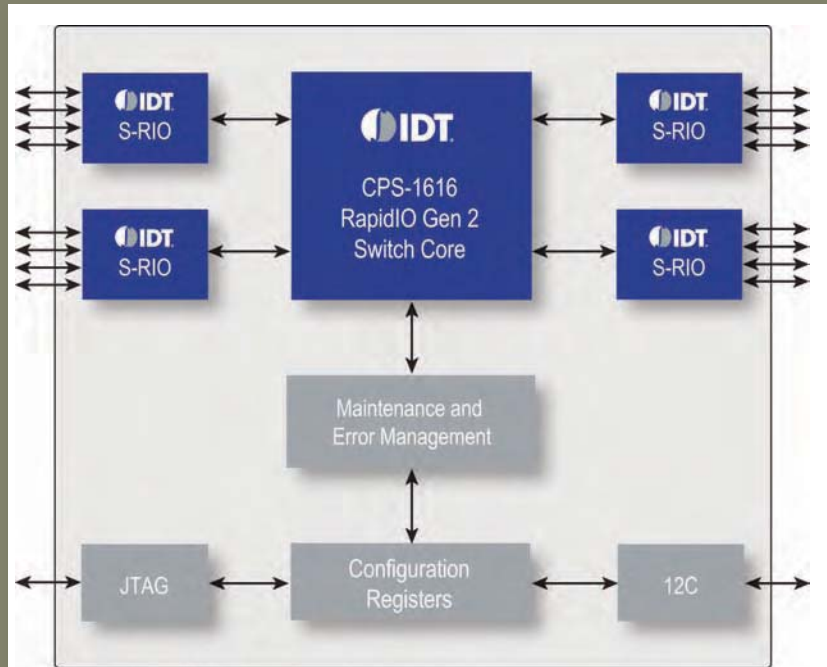 IDT
S-RIO
IDT
CPS-1616
RapidIO Gen 2
Switch Core
IDT
S-RIO
IDT
S-RIO
IDT
S-RIO
Maintenance and
Error Management
JTAG
Configuration
Registers
12C